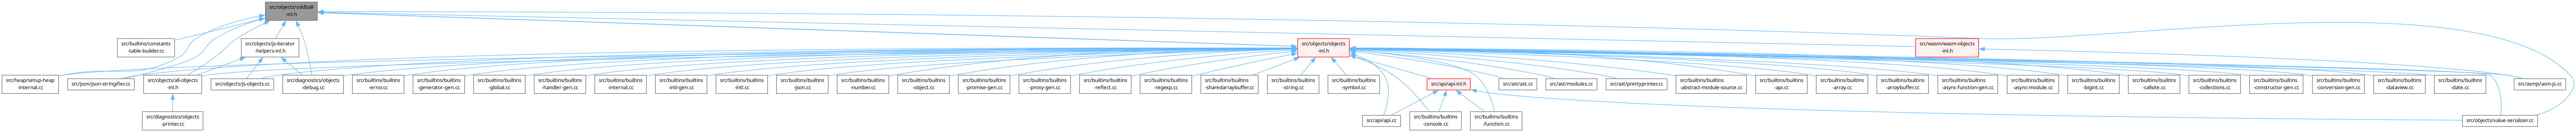 src/objects/oddball
-inl.h
src/builtins/constants
-table-builder.cc
src/objects/js-iterator
-helpers-inl.h
src/objects/objects
-inl.h
src/wasm/wasm-objects
-inl.h
src/heap/setup-heap
-internal.cc
src/json/json-stringifier.cc
src/objects/all-objects
-inl.h
src/objects/js-objects.cc
src/diagnostics/objects
-debug.cc
src/builtins/builtins
-error.cc
src/builtins/builtins
-generator-gen.cc
src/builtins/builtins
-global.cc
src/builtins/builtins
-handler-gen.cc
src/builtins/builtins
-internal.cc
src/builtins/builtins
-intl-gen.cc
src/builtins/builtins
-intl.cc
src/builtins/builtins
-json.cc
src/builtins/builtins
-number.cc
src/builtins/builtins
-object.cc
src/builtins/builtins
-promise-gen.cc
src/builtins/builtins
-proxy-gen.cc
src/builtins/builtins
-reflect.cc
src/builtins/builtins
-regexp.cc
src/builtins/builtins
-sharedarraybuffer.cc
src/builtins/builtins
-string.cc
src/builtins/builtins
-symbol.cc
src/api/api-inl.h
src/ast/ast.cc
src/ast/modules.cc
src/ast/prettyprinter.cc
src/builtins/builtins
-abstract-module-source.cc
src/builtins/builtins
-api.cc
src/builtins/builtins
-array.cc
src/builtins/builtins
-arraybuffer.cc
src/builtins/builtins
-async-function-gen.cc
src/builtins/builtins
-async-module.cc
src/builtins/builtins
-bigint.cc
src/builtins/builtins
-callsite.cc
src/builtins/builtins
-collections.cc
src/builtins/builtins
-constructor-gen.cc
src/builtins/builtins
-conversion-gen.cc
src/builtins/builtins
-dataview.cc
src/builtins/builtins
-date.cc
src/asmjs/asm-js.cc
src/diagnostics/objects
-printer.cc
src/api/api.cc
src/builtins/builtins
-console.cc
src/builtins/builtins
-function.cc
src/objects/value-serializer.cc